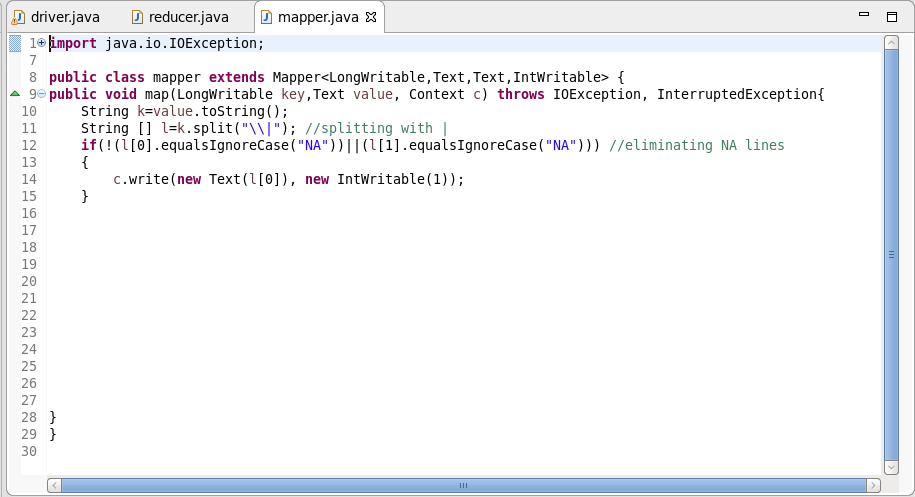 driver.java reducer.java mapper.java
1 import java.io.IOException;
7
8 public class mapper extends Mapper<LongWritable,Text,Text,IntWritable> {
9 public void map(LongWritable key,Text value, Context c) throws IOException, InterruptedException{
10 String k=value.toString();
11 String [] l=k.split("\\|"); //splitting with |
12 if(!(l[0].equalsIgnoreCase("NA"))||(l[1].equalsIgnoreCase("NA"))) //eliminating NA lines
13 {
14 c.write(new Text(l[0]), new IntWritable(1));
15 }
16
17
18
19
20
21
22
23
24
25
26
27
28 }
29 }
30